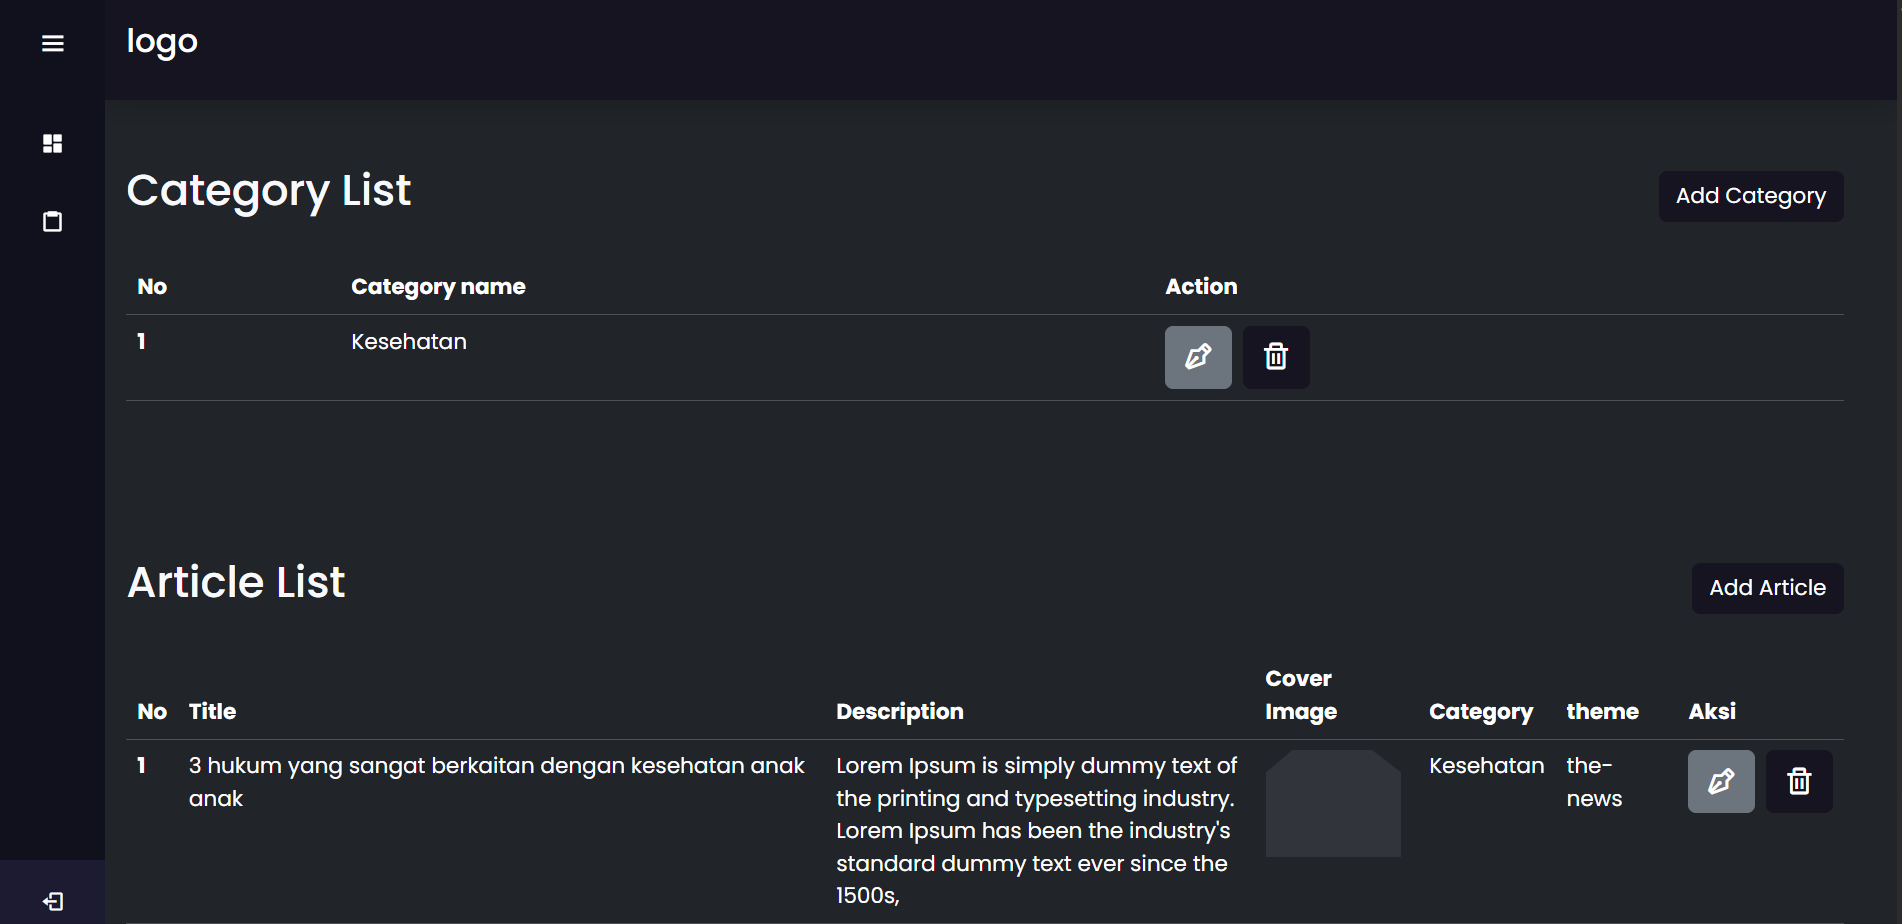 logo
Category List
Add Category
No Category name Action
1 Kesehatan
Article List
Add Article
No Title Description Cover Image Category theme Aksi
1 3 hukum yang sangat berkaitan dengan kesehatan anak
anak
Lorem Ipsum is simply dummy text of
the printing and typesetting industry.
Lorem Ipsum has been the industry's
standard dummy text ever since the
1500s,
Kesehatan
the-
news